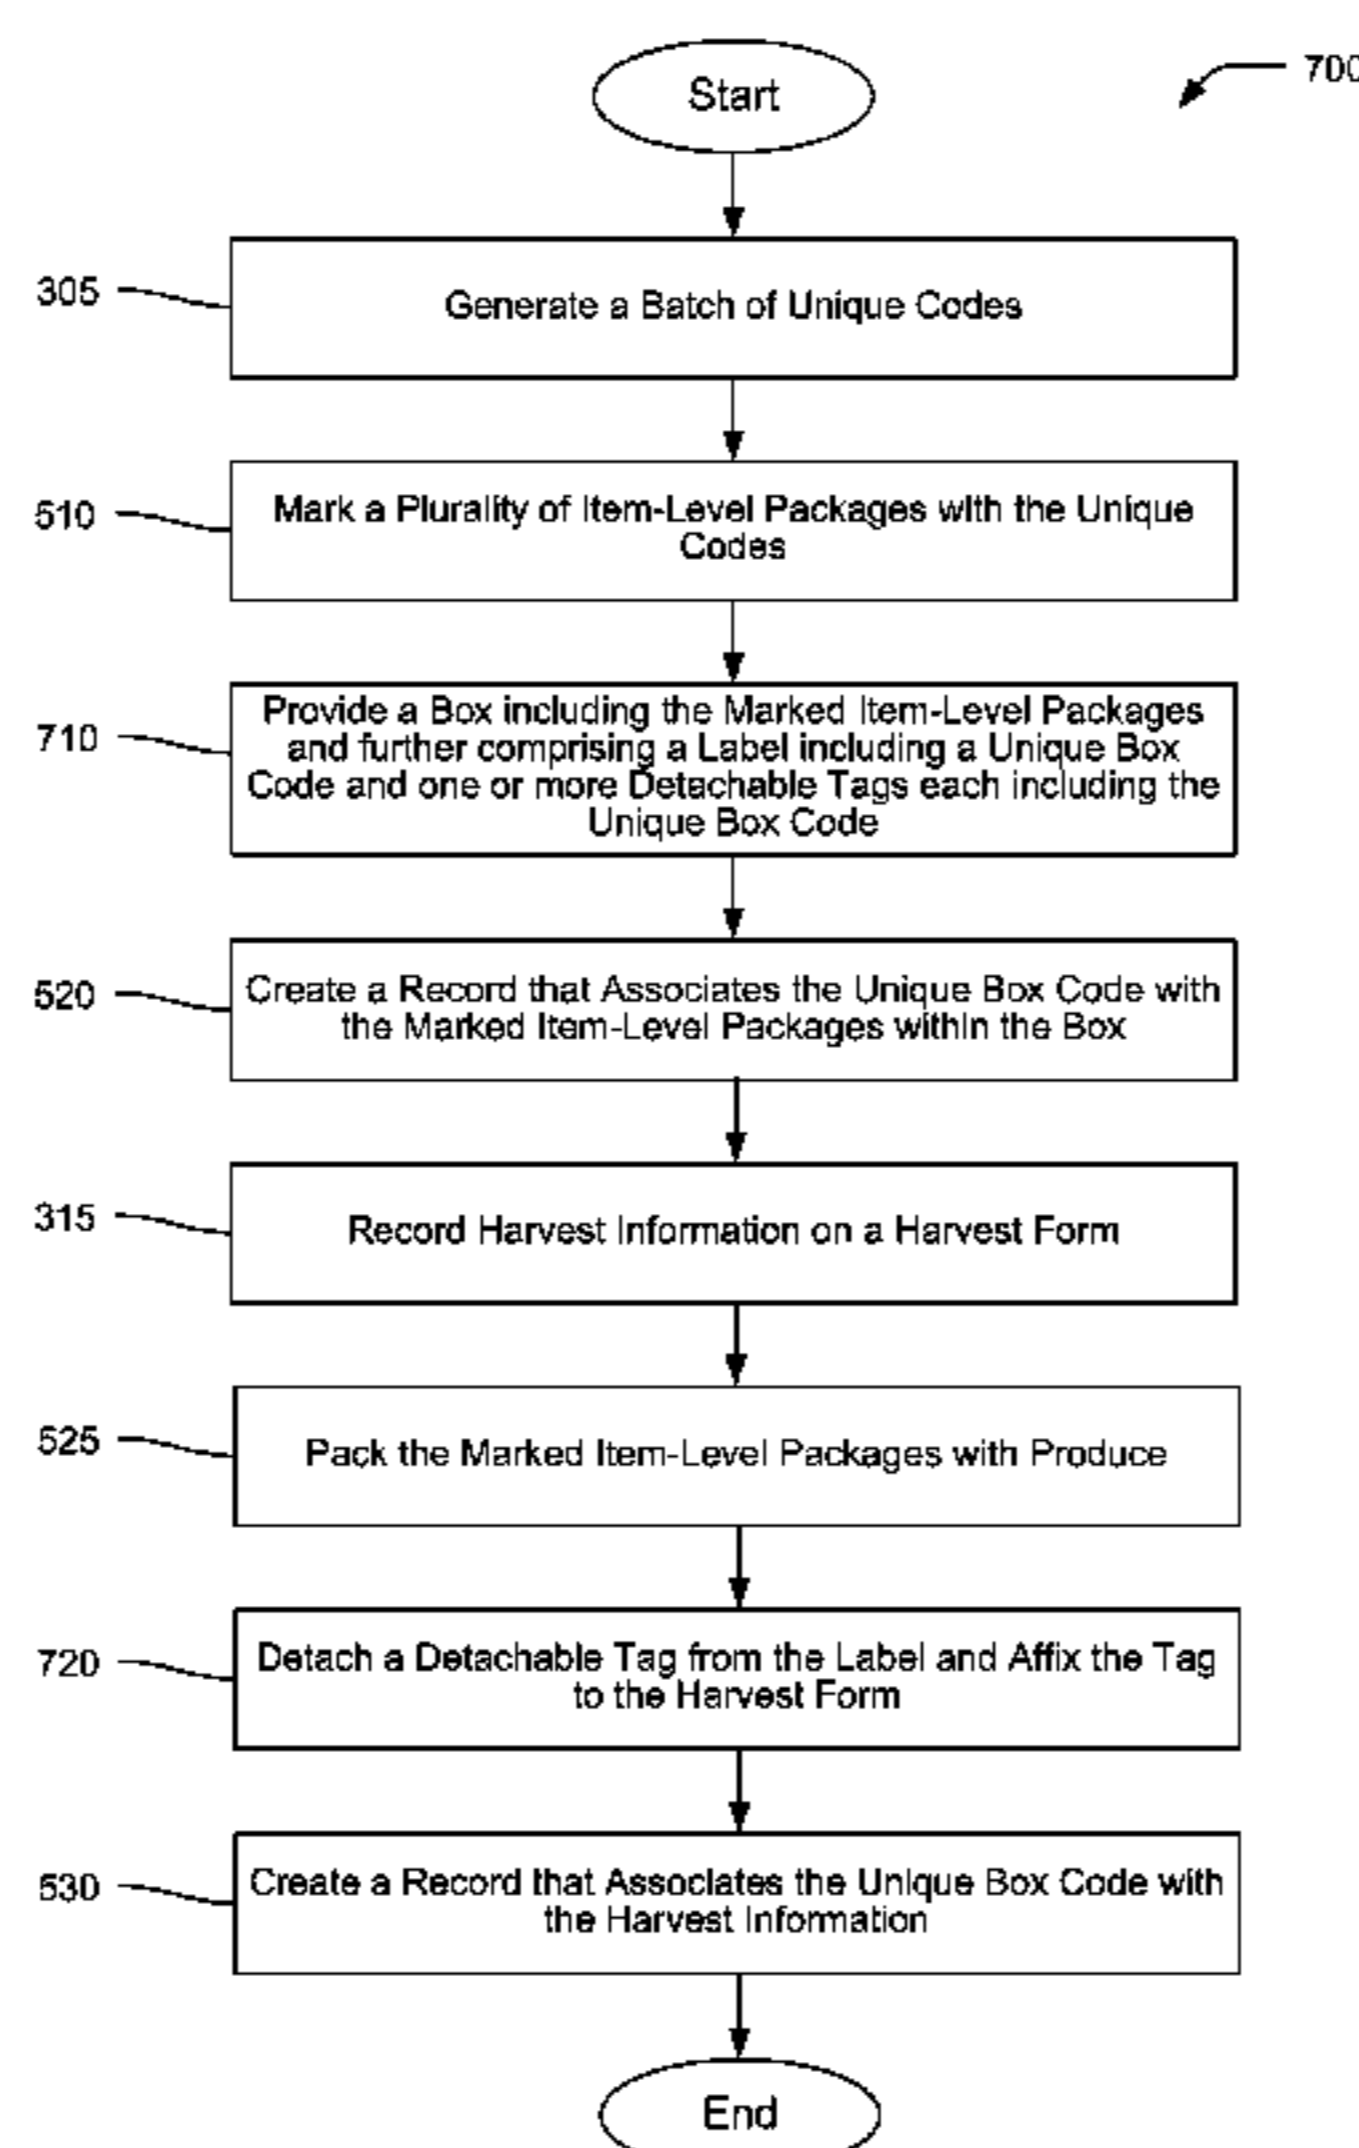 Start
700
305
Generate a Batch of Unique Codes
510
Mark a Plurality of Item-Level Packages with the Unique
Codes
710
Provide a Box including the Marked Item-Level Packages
and further comprising a Label including a Unique Box
Code and one or more Detachable Tags each including the
Unique Box Code
520
Create a Record that Associates the Unique Box Code with
the Marked Item-Level Packages within the Box
315
Record Harvest Information on a Harvest Form
525
Pack the Marked Item-Level Packages with Produce
720
Detach a Detachable Tag from the Label and Affix the Tag
to the Harvest Form
530
Create a Record that Associates the Unique Box Code with
the Harvest Information
End